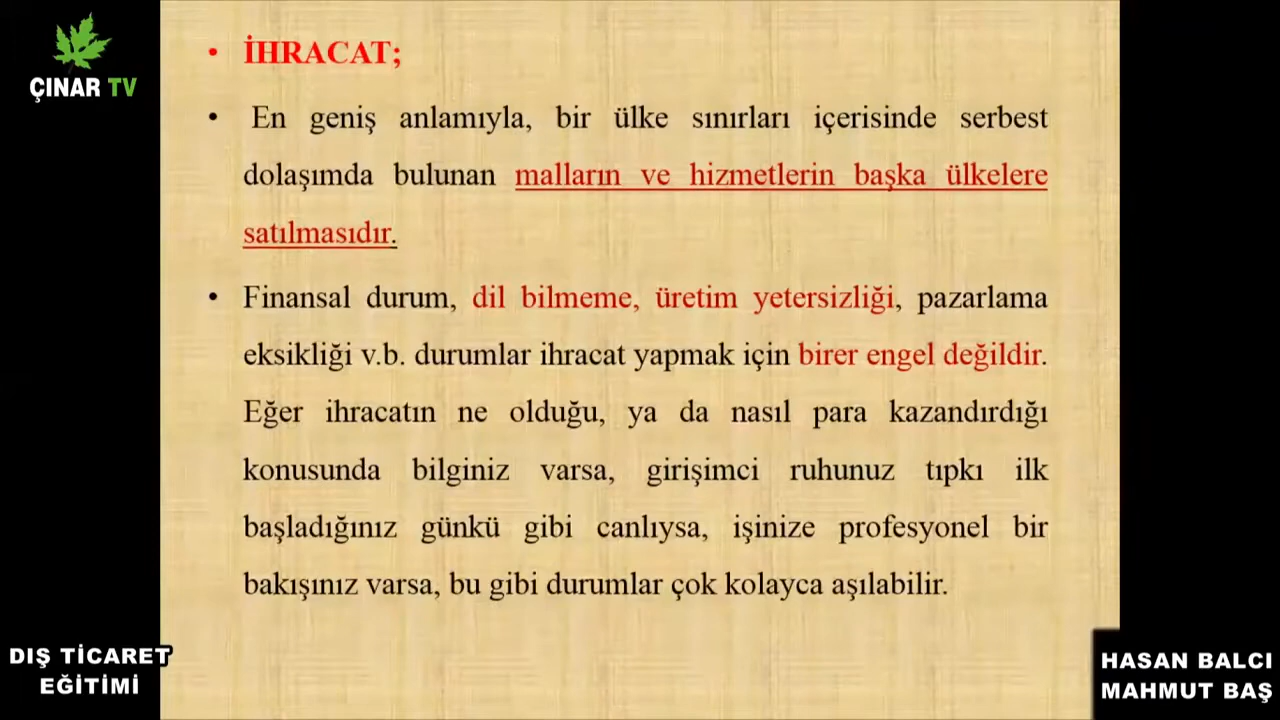 ÇINAR TV
• İHRACAT;
• En geniş anlamıyla, bir ülke sınırları içerisinde serbest
dolaşımda bulunan malların ve hizmetlerin başka ülkelere
satılmasıdır.
• Finansal durum, dil bilmeme, üretim yetersizliği, pazarlama
eksikliği v.b. durumlar ihracat yapmak için birer engel değildir.
Eğer ihracatın ne olduğu, ya da nasıl para kazandırdığı
konusunda bilginiz varsa, girişimci ruhunuz tıpkı ilk
başladığınız günkü gibi canlıysa, işinize profesyonel bir
bakışınız varsa, bu gibi durumlar çok kolayca aşılabilir.
DIŞ TİCARET
EĞİTİMİ
HASAN BALCI
MAHMUT BAŞ